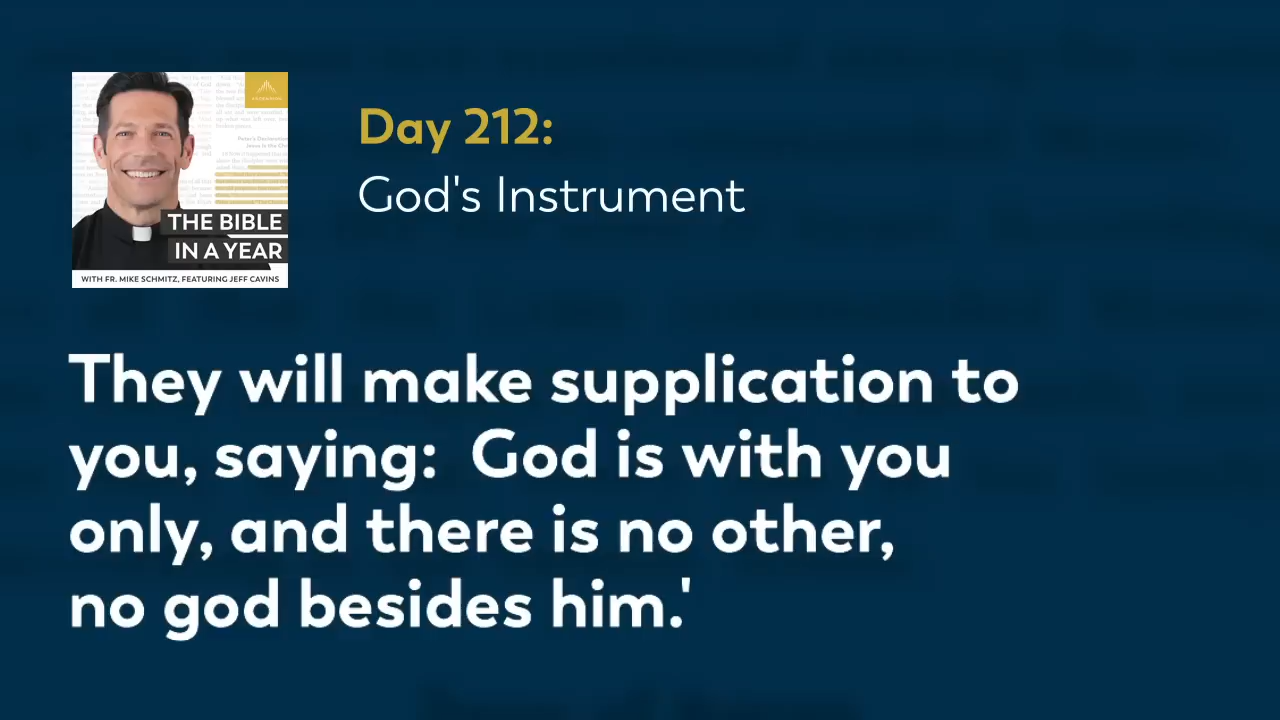 Day 212:
God's Instrument
THE BIBLE
IN A YEAR
WITH FR. MIKE SCHMITZ, FEATURING JEFF CAVINS
They will make supplication to
you, saying:  God is with you
only, and there is no other,
no god besides him.'